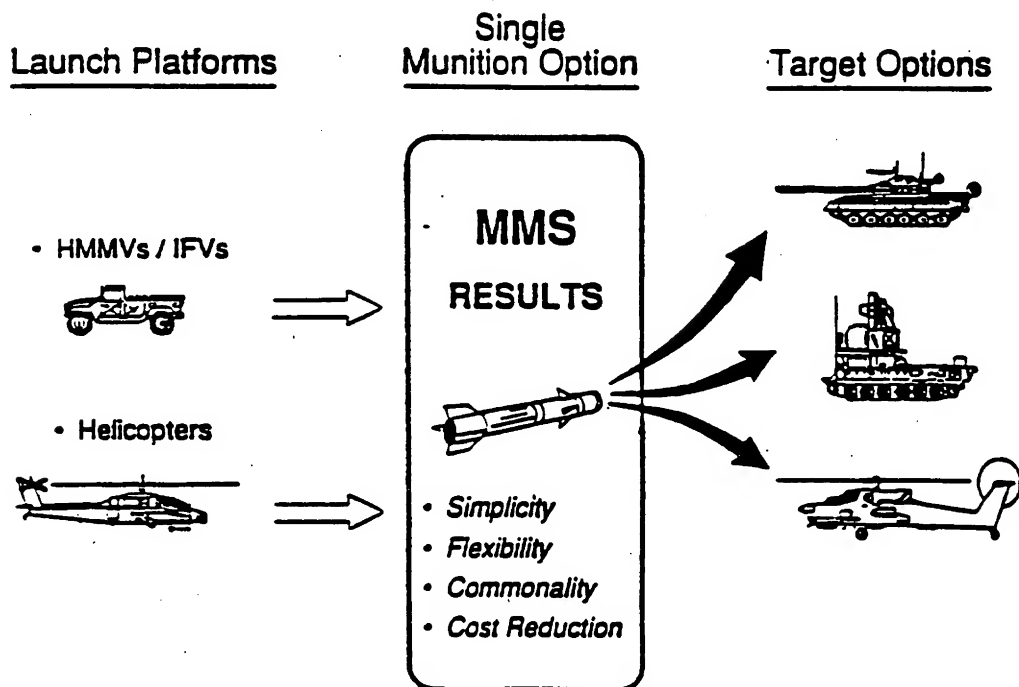 Launch Platforms
Single
Munition Option
Target Options
• HMMVs / IFVs
• Helicopters
MMS
RESULTS
• Simplicity
• Flexibility
• Commonality
• Cost Reduction